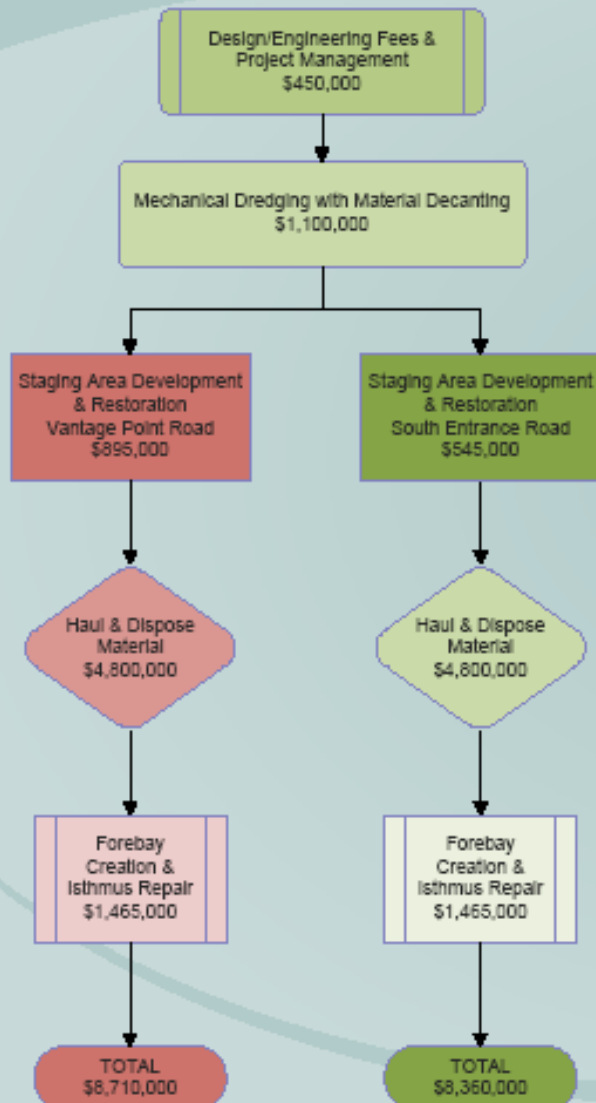 Design/Engineering Fees &
Project Management
$450,000
Mechanical Dredging with Material Decanting
$1,100,000
Staging Area Development
& Restoration
Vantage Point Road
$895,000
Staging Area Development
& Restoration
South Entrance Road
$545,000
Haul & Dispose
Material
$4,800,000
Haul & Dispose
Material
$4,800,000
Forebay
Creation &
Isthmus Repair
$1,465,000
Forebay
Creation &
Isthmus Repair
$1,465,000
TOTAL
$8,710,000
TOTAL
$8,360,000